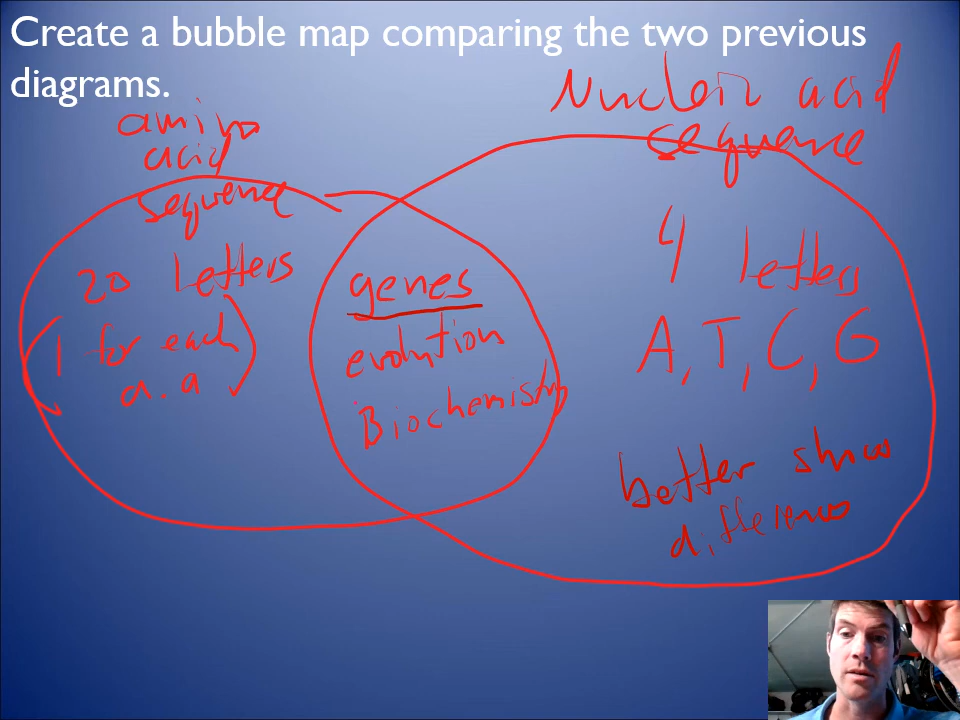 Create a bubble map comparing the two previous
diagrams.
amino
acid
sequence
20 letters
(1 for each
a.a)
genes
evolution
Biochemistry
Nucleic acid
sequence
4 letters
A, T, C, G
better shows
differences